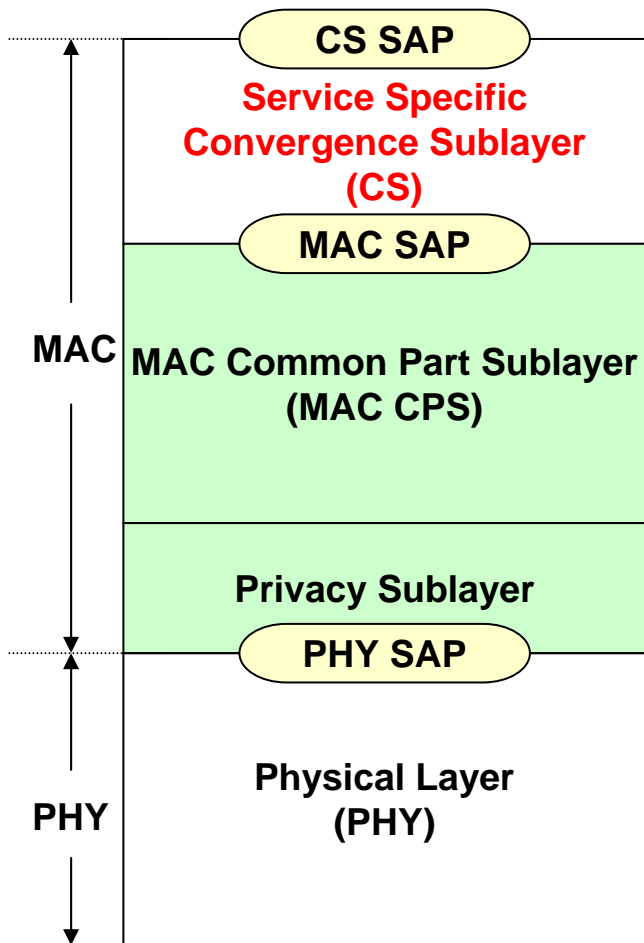 CS SAP
Service Specific
Convergence Sublayer
(CS)
MAC SAP
MAC
MAC Common Part Sublayer
(MAC CPS)
Privacy Sublayer
PHY SAP
Physical Layer
(PHY)
PHY